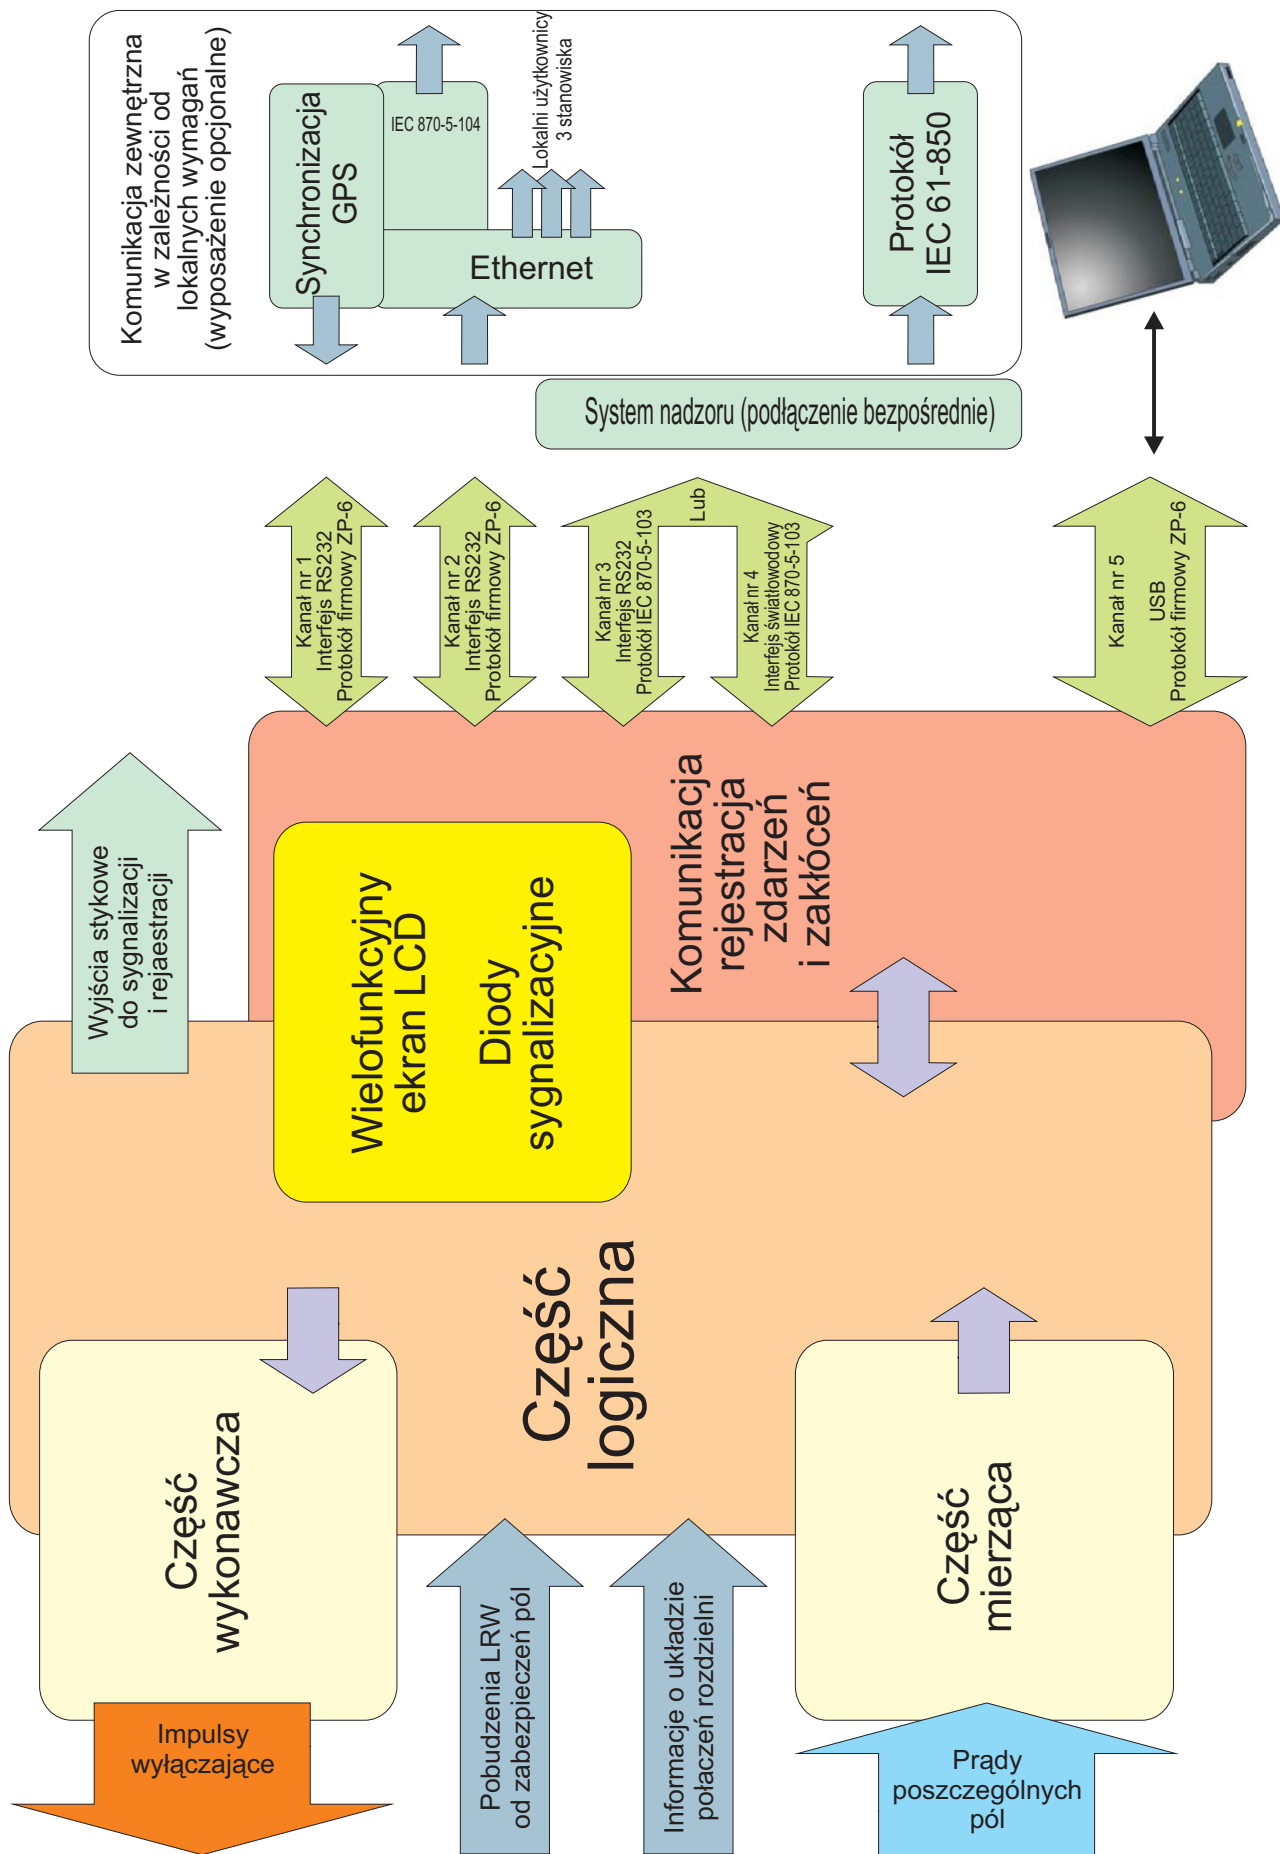 Komunikacja zewnętrzna
w zależności od
lokalnych wymagań
(wyposażenie opcjonalne)
Synchronizacja
GPS
IEC 870-5-104
Ethernet
Lokalni użytkownicy
3 stanowiska
Protokół
IEC 61-850
System nadzoru (podłączenie bezpośrednie)
Kanał nr 1
Interfejs RS232
Protokół firmowy ZP-6
Kanał nr 2
Interfejs RS232
Protokół firmowy ZP-6
Kanał nr 3
Interfejs RS232
Protokół IEC 870-5-103
Lub
Kanał nr 4
Interfejs światłowodowy
Protokół IEC 870-5-103
Kanał nr 5
USB
Protokół firmowy ZP-6
Wyjścia stykowe
do sygnalizacji
i rejaestracji
Wielofunkcyjny
ekran LCD
Diody
sygnalizacyjne
Komunikacja
rejestracja
zdarzeń
i zakłóceń
Część
logiczna
Część
wykonawcza
Część
mierząca
Impulsy
wyłączające
Pobudzenia LRW
od zabezpieczeń pól
Informacje o układzie
połaczeń rozdzielni
Prądy
poszczególnych
pól